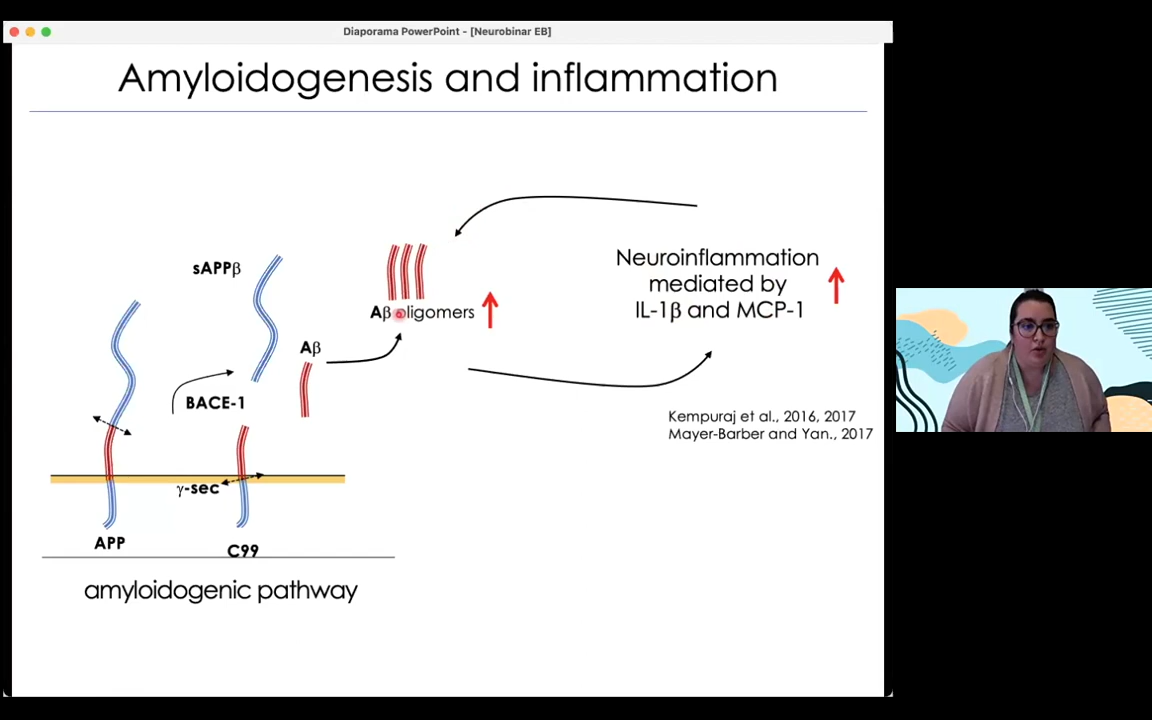 Diaporama PowerPoint - [Neurobinar EB]
Amyloidogenesis and inflammation
sAPPβ
Aβ oligomers
Aβ
BACE-1
γ-sec
APP
C99
amyloidogenic pathway
Neuroinflammation
mediated by
IL-1β and MCP-1
Kempuraj et al., 2016, 2017
Mayer-Barber and Yan., 2017